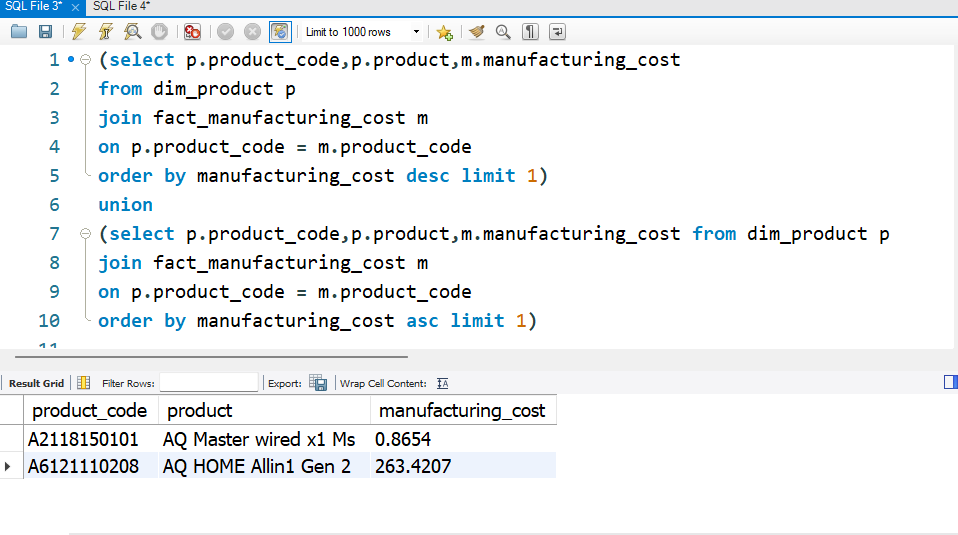 SQL File 3* × SQL File 4*
Limit to 1000 rows
1 (select p.product_code,p.product,m.manufacturing_cost
2 from dim_product p
3 join fact_manufacturing_cost m
4 on p.product_code = m.product_code
5 order by manufacturing_cost desc limit 1)
6 union
7 (select p.product_code,p.product,m.manufacturing_cost from dim_product p
8 join fact_manufacturing_cost m
9 on p.product_code = m.product_code
10 order by manufacturing_cost asc limit 1)
11
Result Grid Filter Rows: Export: Wrap Cell Content: IA
product_code product manufacturing_cost
A2118150101 AQ Master wired x1 Ms 0.8654
A6121110208 AQ HOME Allin1 Gen 2 263.4207